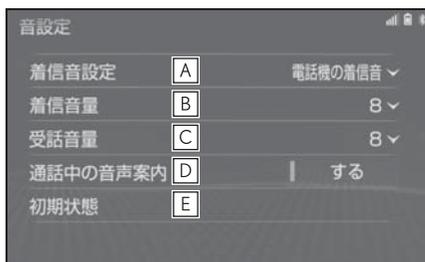 音設定
着信音設定 A 電話機の着信音
着信音量 B 8
受話音量 C 8
通話中の音声案内 D する
初期状態 E